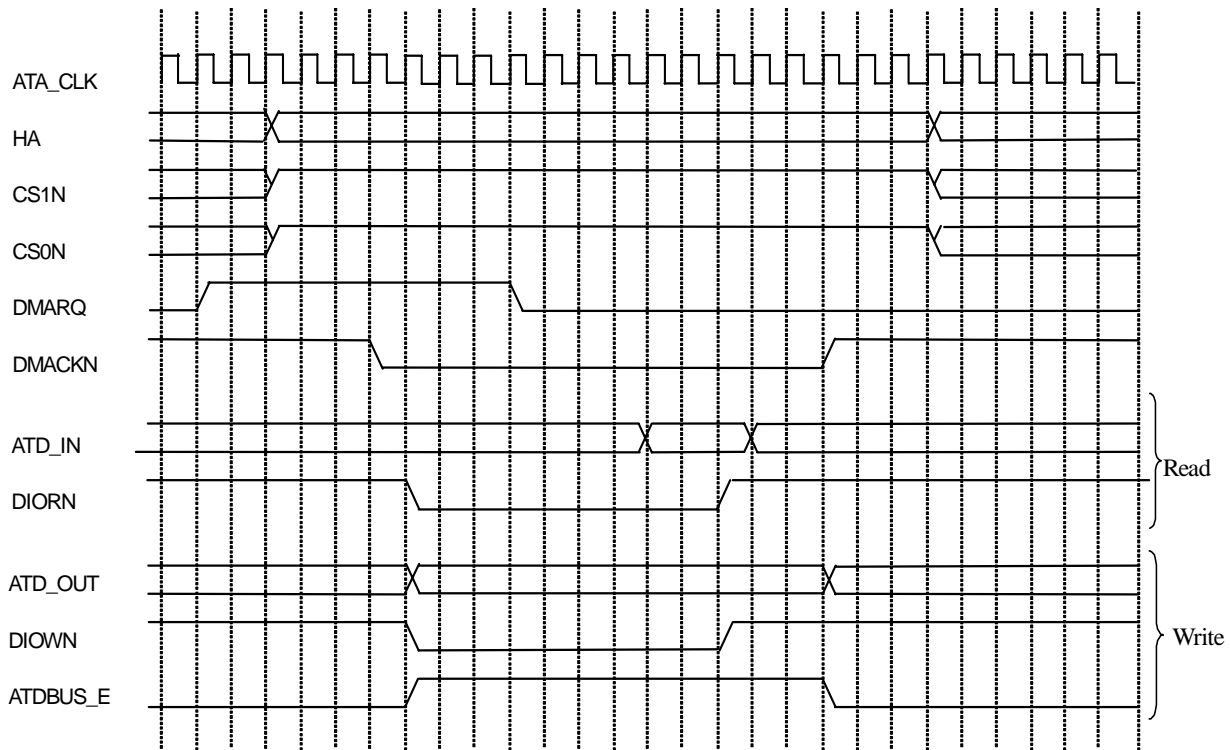 ATA_CLK
HA
CS1N
CS0N
DMARQ
DMACKN
ATD_IN
Read
DIORN
ATD_OUT
DIOWN
Write
ATDBUS_E